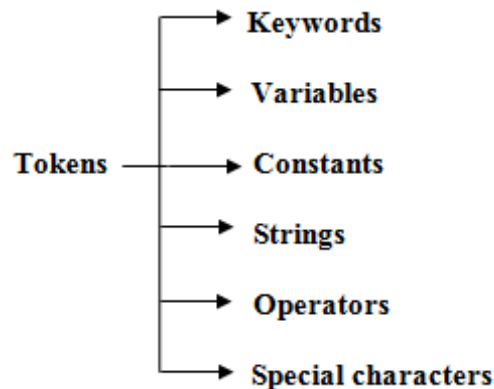 Keywords
Variables
Tokens
Constants
Strings
Operators
Special characters